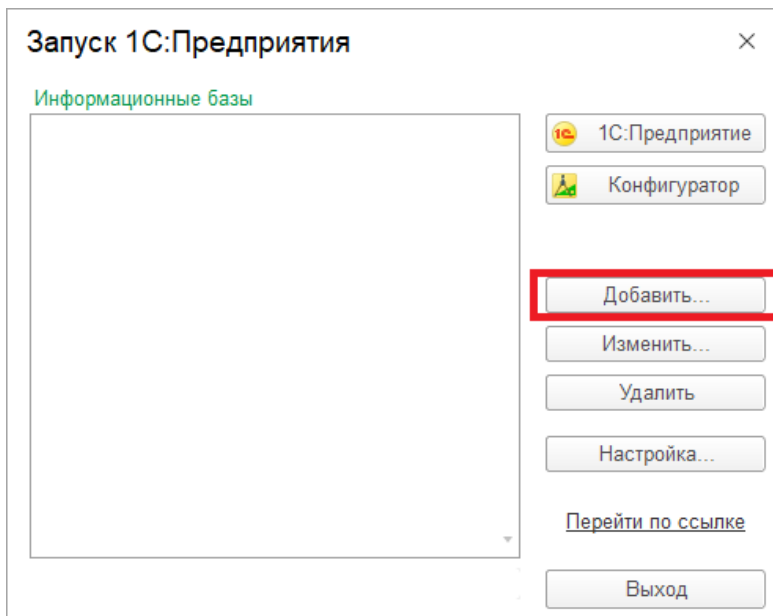 Запуск 1С:Предприятия
Информационные базы
1С:Предприятие
Конфигуратор
Добавить...
Изменить...
Удалить
Настройка...
Перейти по ссылке
Выход